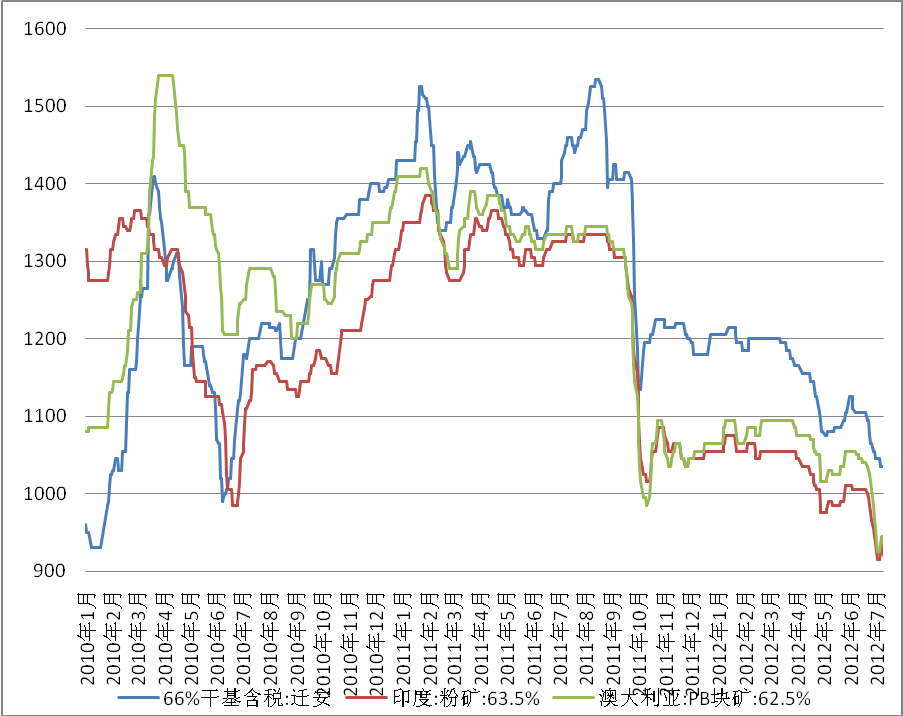 1600
1500
1400
1300
1200
1100
1000
900
2010年1月
2010年2月
2010年3月
2010年4月
2010年5月
2010年6月
2010年7月
2010年8月
2010年9月
2010年10月
2010年11月
2010年12月
2011年1月
2011年2月
2011年3月
2011年4月
2011年5月
2011年6月
2011年7月
2011年8月
2011年9月
2011年10月
2011年11月
2011年12月
2012年1月
2012年2月
2012年3月
2012年4月
2012年5月
2012年6月
2012年7月
66%干基含税:迁安 印度:粉矿:63.5% 澳大利亚:PB块矿:62.5%